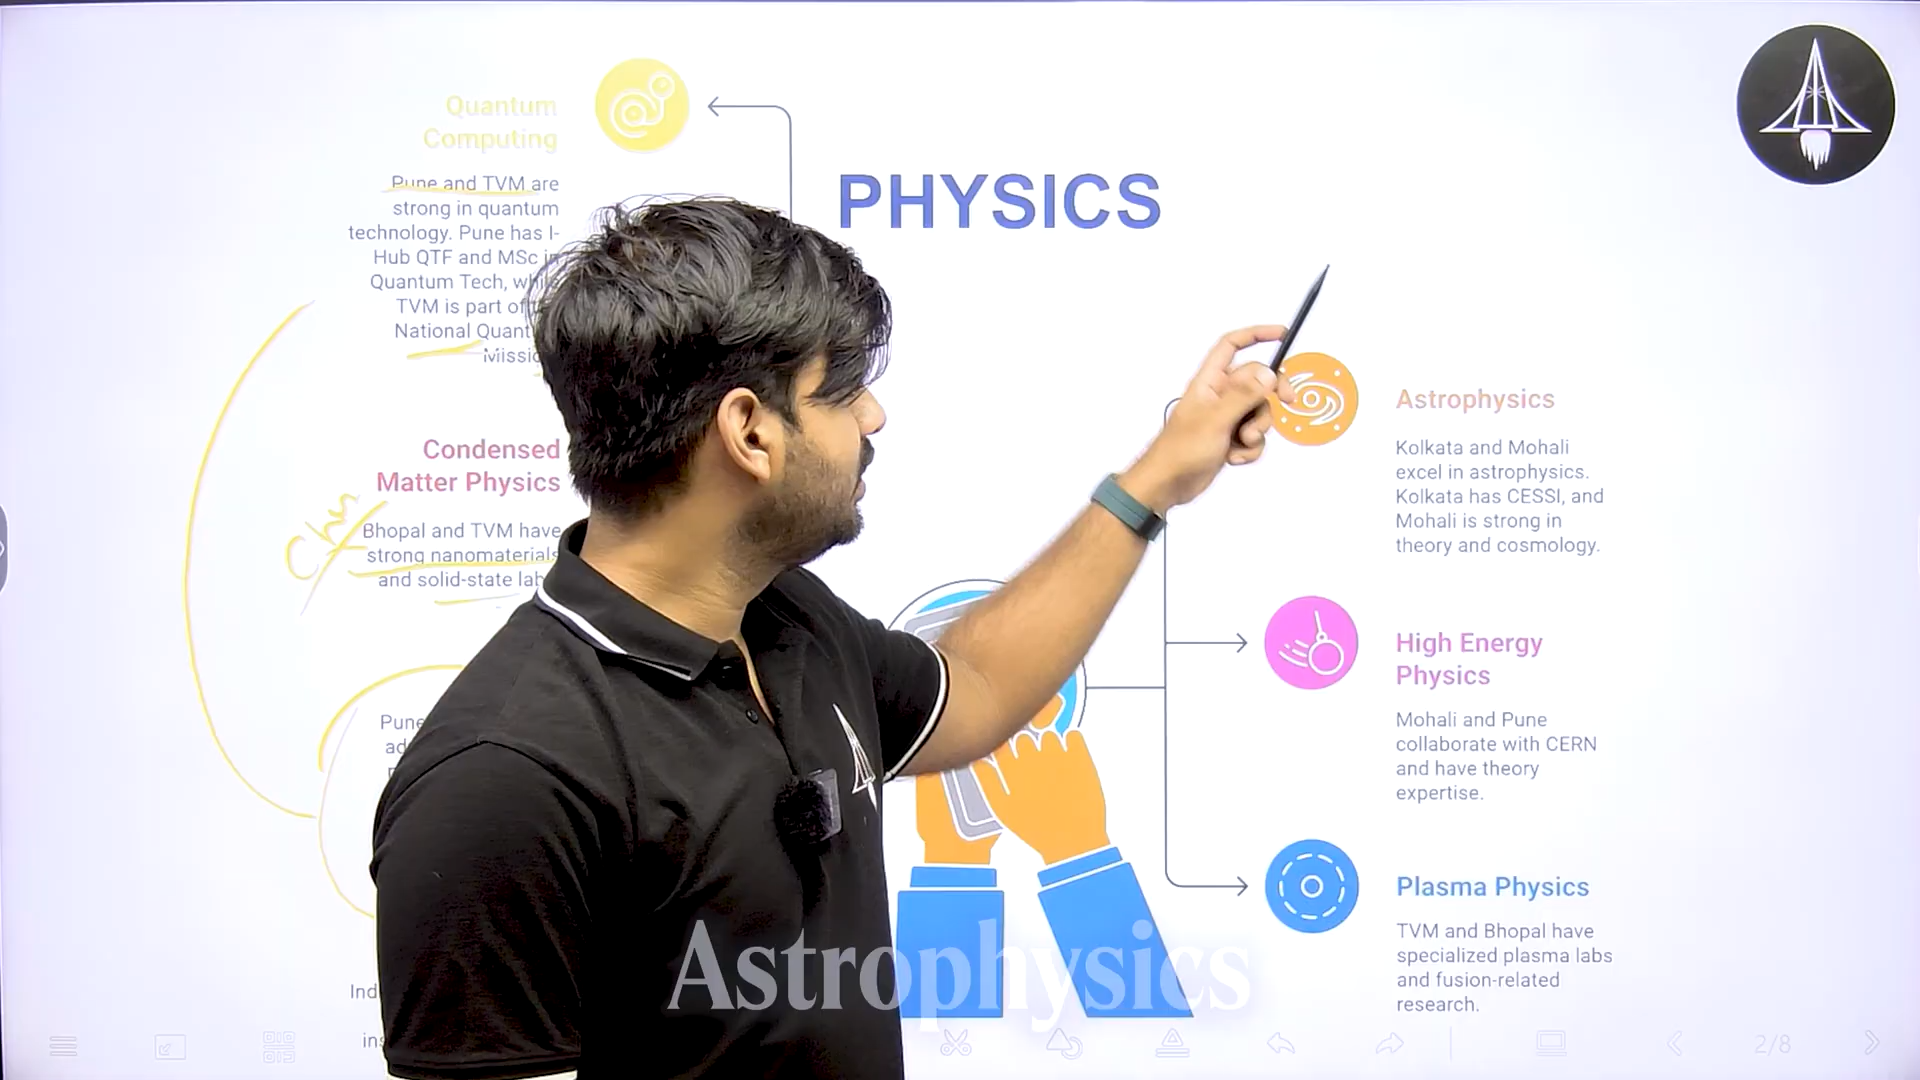 PHYSICS
Quantum
Computing
Pune and TVM are
strong in quantum
technology. Pune has I-
Hub QTF and MSc in
Quantum Tech, while
TVM is part of
National
Condensed
Matter Physics
Bhopal and TVM have
strong nanomaterials
and solid-state
Pune
Astrophysics
Kolkata and Mohali
excel in astrophysics.
Kolkata has CESSI, and
Mohali is strong in
theory and cosmology.
High Energy
Physics
Mohali and Pune
collaborate with CERN
and have theory
expertise.
Plasma Physics
TVM and Bhopal have
specialized plasma labs
and fusion-related
research.
Astrophysics
2/8